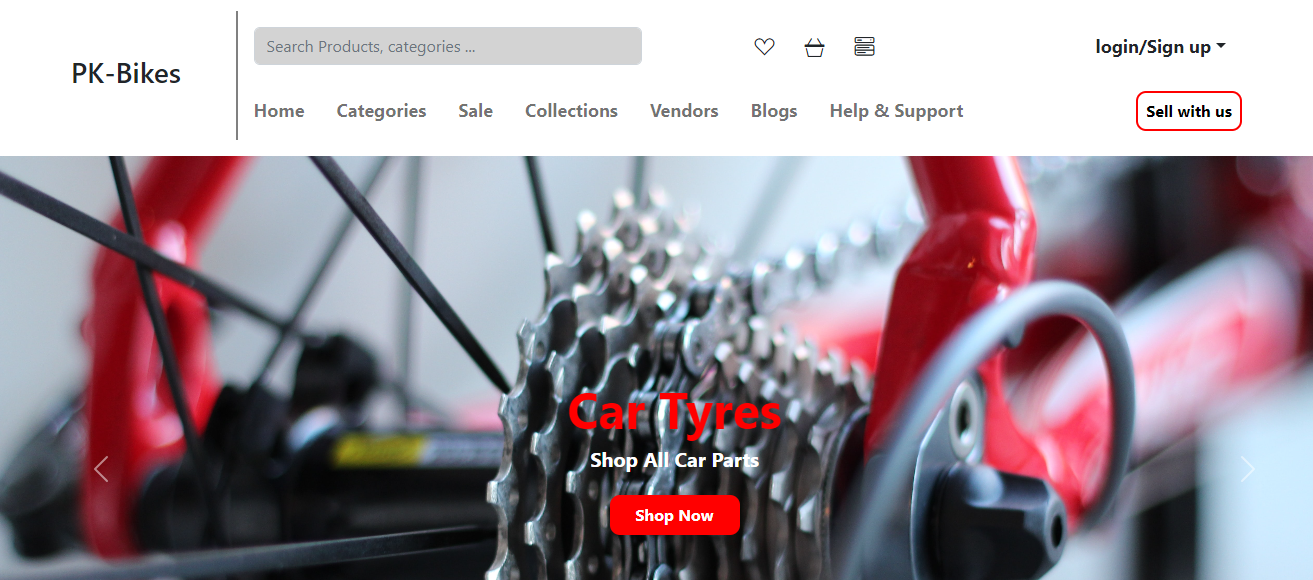 PK-Bikes
Search Products, categories ...
login/Sign up
Home Categories Sale Collections Vendors Blogs Help & Support
Sell with us
Car Tyres
Shop All Car Parts
Shop Now